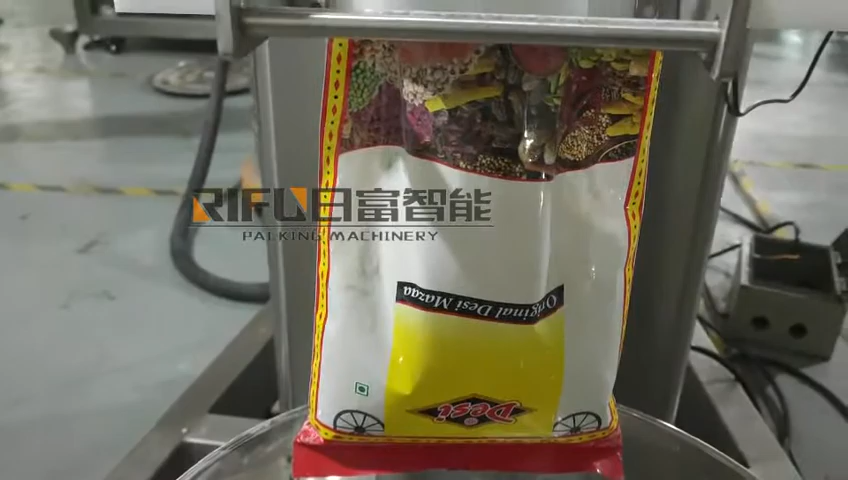 RIFU日富智能
PACKING MACHINERY
Original Desi Mazaa
Desi